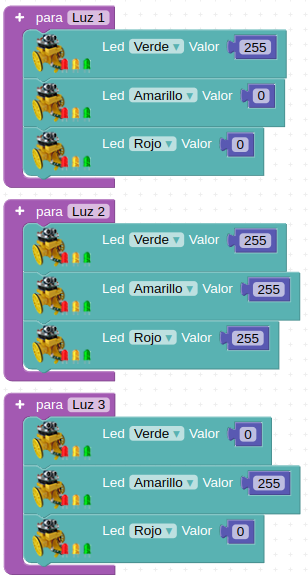 + para Luz 1
Led Verde Valor 255
Led Amarillo Valor 0
Led Rojo Valor 0
+ para Luz 2
Led Verde Valor 255
Led Amarillo Valor 255
Led Rojo Valor 255
+ para Luz 3
Led Verde Valor 0
Led Amarillo Valor 255
Led Rojo Valor 0